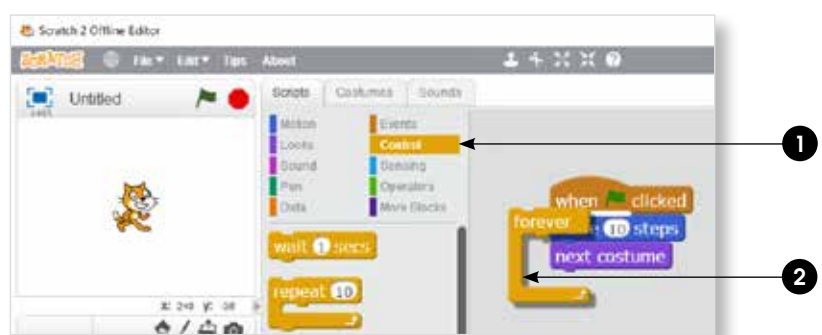 Scratch 2 Offline Editor
SCRATCH File Edit Tips About
Untitled
Scripts Costumes Sounds
Motion Events
Looks Control
Sound Sensing
Pen Operators
Data More Blocks
wait 1 secs
repeat 10
when clicked
forever
10 steps
next costume
1
2